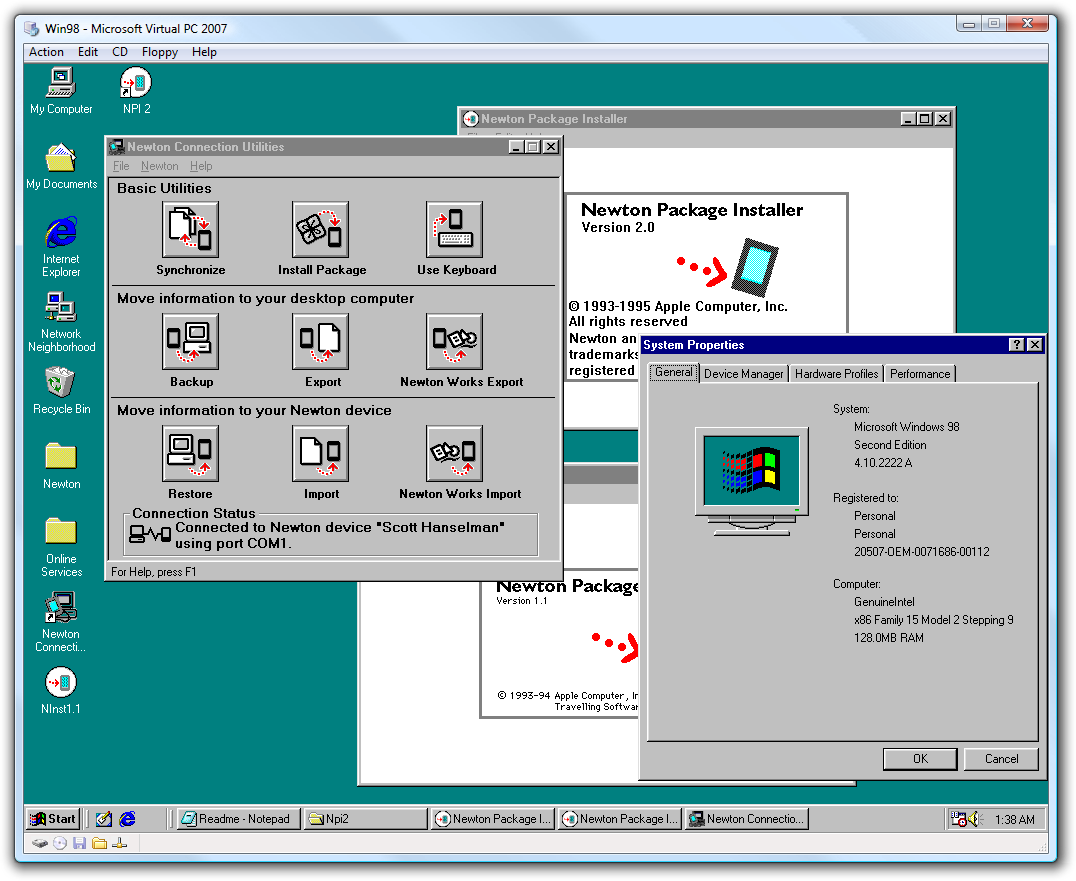 Win98 - Microsoft Virtual PC 2007
Action Edit CD Floppy Help
My Computer
NPI 2
My Documents
Internet
Explorer
Network
Neighborhood
Recycle Bin
Newton
Online
Services
Newton
Connecti...
NInst1.1
Newton Package Installer
Newton Package Installer
Version 2.0
© 1993-1995 Apple Computer, Inc.
All rights reserved
Newton an
trademarks
registered
Newton Connection Utilities
File Newton Help
Basic Utilities
Synchronize
Install Package
Use Keyboard
Move information to your desktop computer
Backup
Export
Newton Works Export
Move information to your Newton device
Restore
Import
Newton Works Import
Connection Status
Connected to Newton device "Scott Hanselman"
using port COM1.
For Help, press F1
Newton Package
Version 1.1
© 1993-94 Apple Computer, In
Travelling Softwar
System Properties
General
Device Manager
Hardware Profiles
Performance
System:
Microsoft Windows 98
Second Edition
4.10.2222 A
Registered to:
Personal
Personal
20507-OEM-0071686-00112
Computer:
GenuineIntel
x86 Family 15 Model 2 Stepping 9
128.0MB RAM
OK
Cancel
Start
Readme - Notepad
Npi2
Newton Package I...
Newton Package I...
Newton Connectio...
1:38 AM